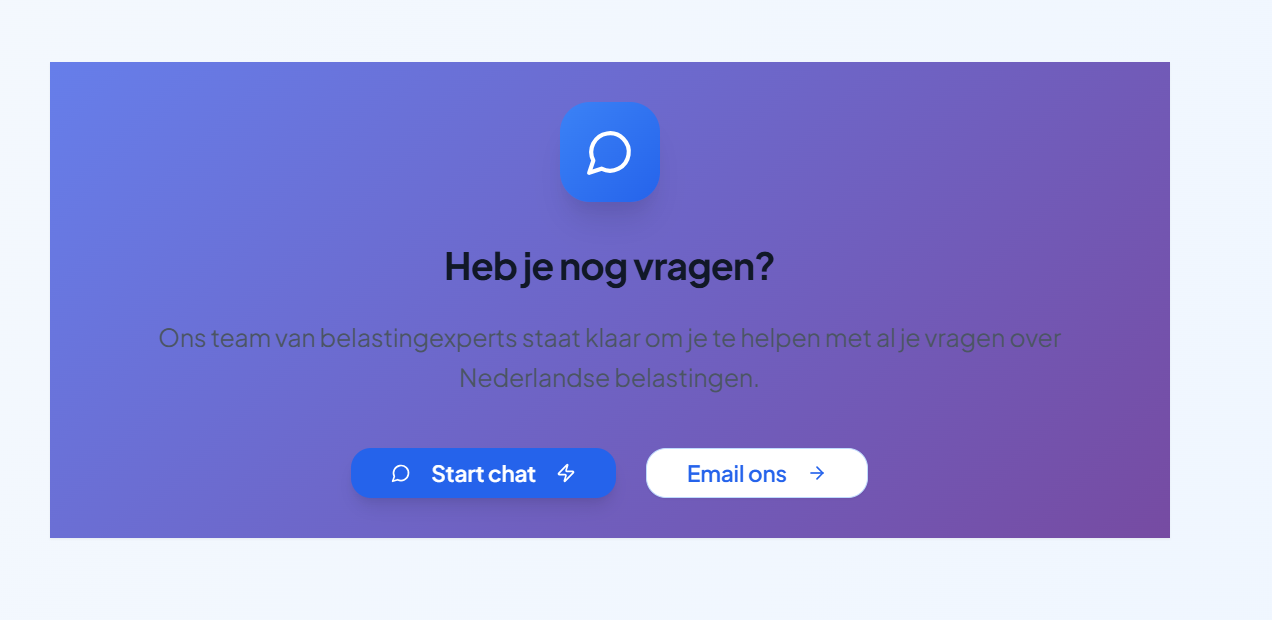 Heb je nog vragen?
Ons team van belastingexperts staat klaar om je te helpen met al je vragen over
Nederlandse belastingen.
Start chat
Email ons